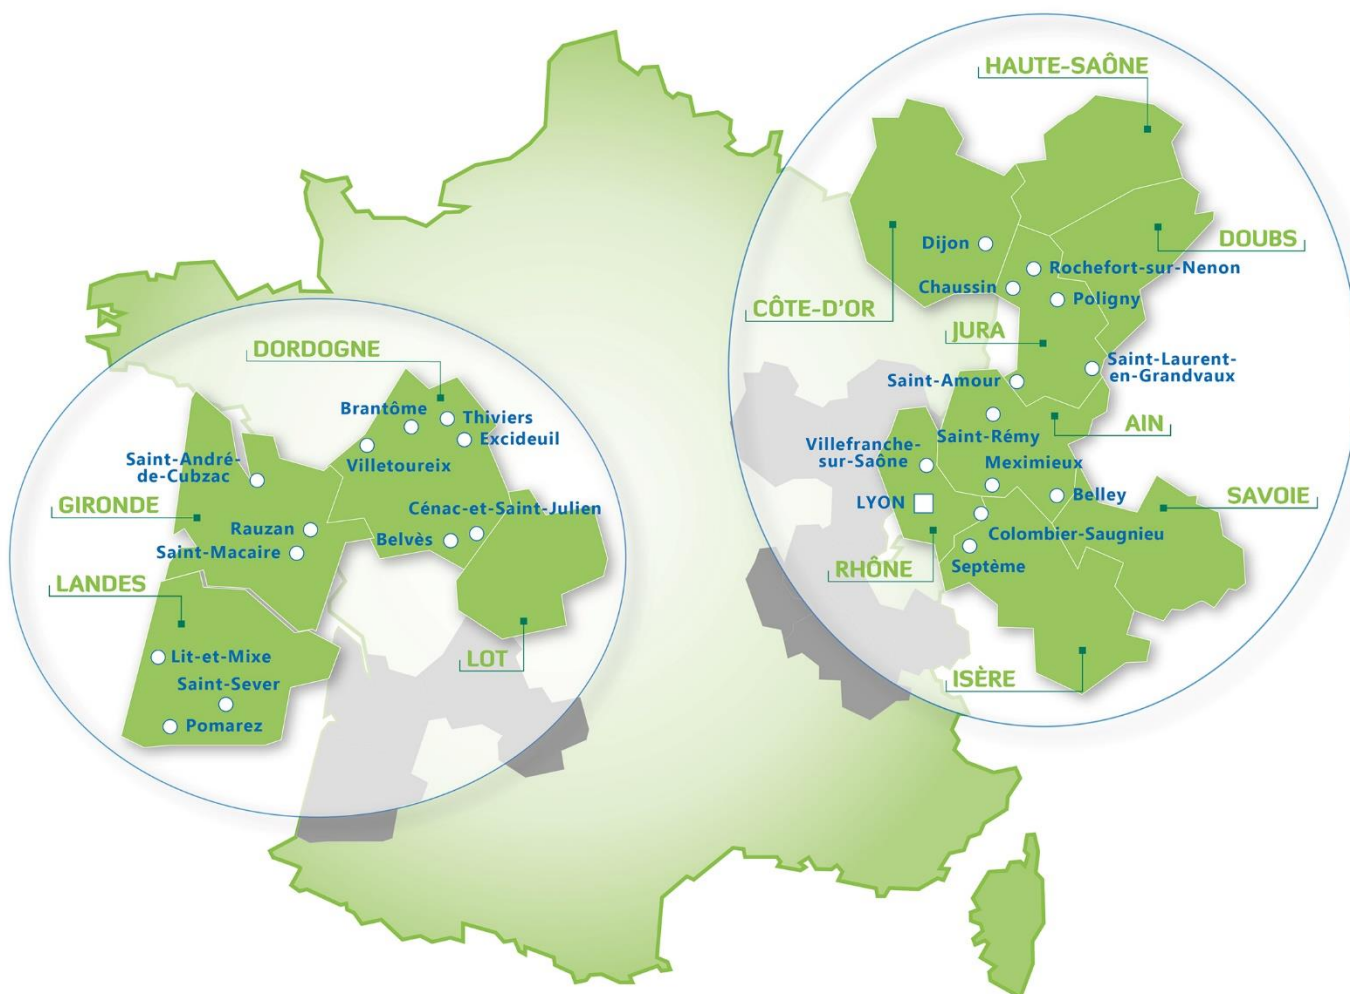 HAUTE-SAÔNE
DOUBS
Dijon
Rochefort-sur-Nenon
Chaussin
Poligny
CÔTE-D'OR
JURA
Saint-Laurent-
en-Grandvaux
Saint-Amour
AIN
Saint-Rémy
Villefranche-
sur-Saône
Meximieux
Belley
SAVOIE
LYON
Colombier-Saugnieu
Septème
RHÔNE
ISÈRE
DORDOGNE
Brantôme
Thiviers
Excideuil
Villetoureix
Saint-André-
de-Cubzac
GIRONDE
Cénac-et-Saint-Julien
Rauzan
Belvès
Saint-Macaire
LANDES
LOT
Lit-et-Mixe
Saint-Sever
Pomarez